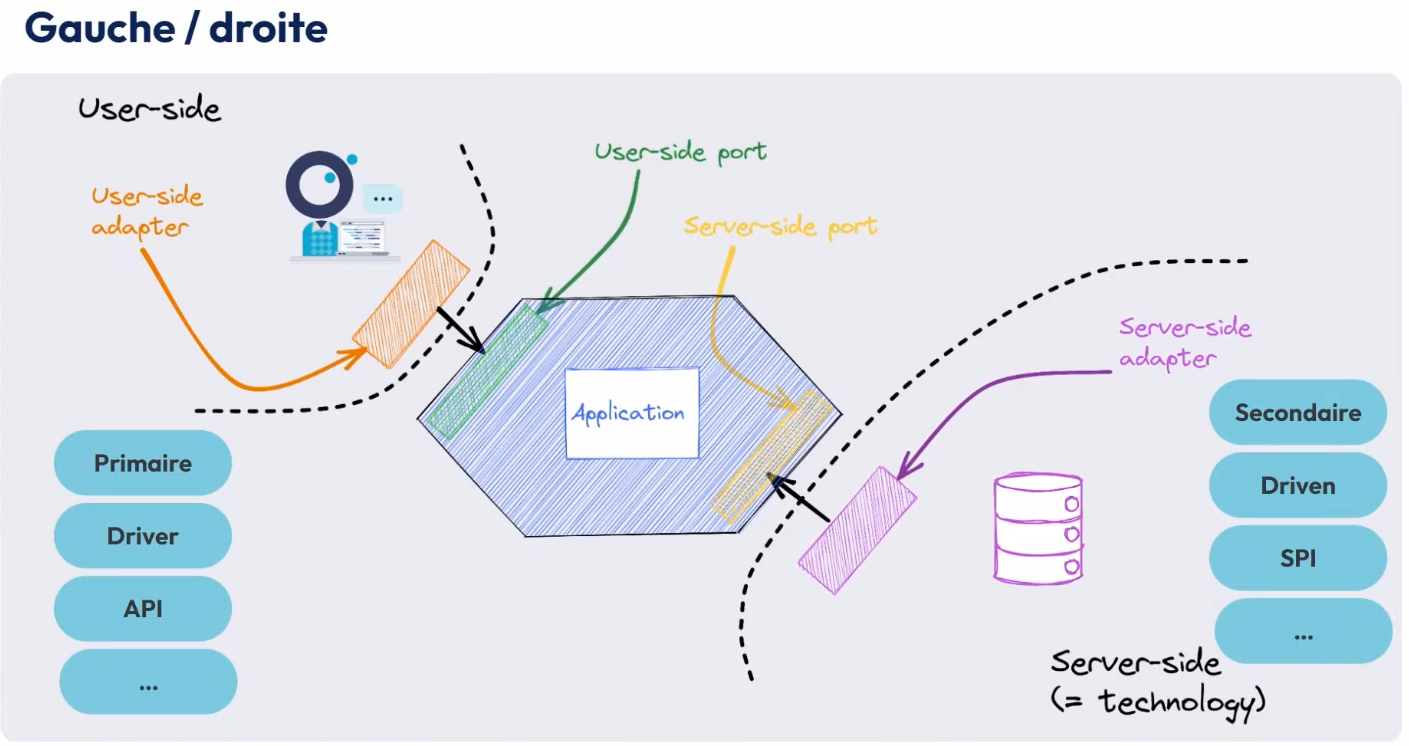 Gauche / droite
User-side
User-side
adapter
...
User-side port
Server-side port
Application
Server-side
adapter
Primaire
Driver
API
...
Secondaire
Driven
SPI
...
Server-side
(= technology)